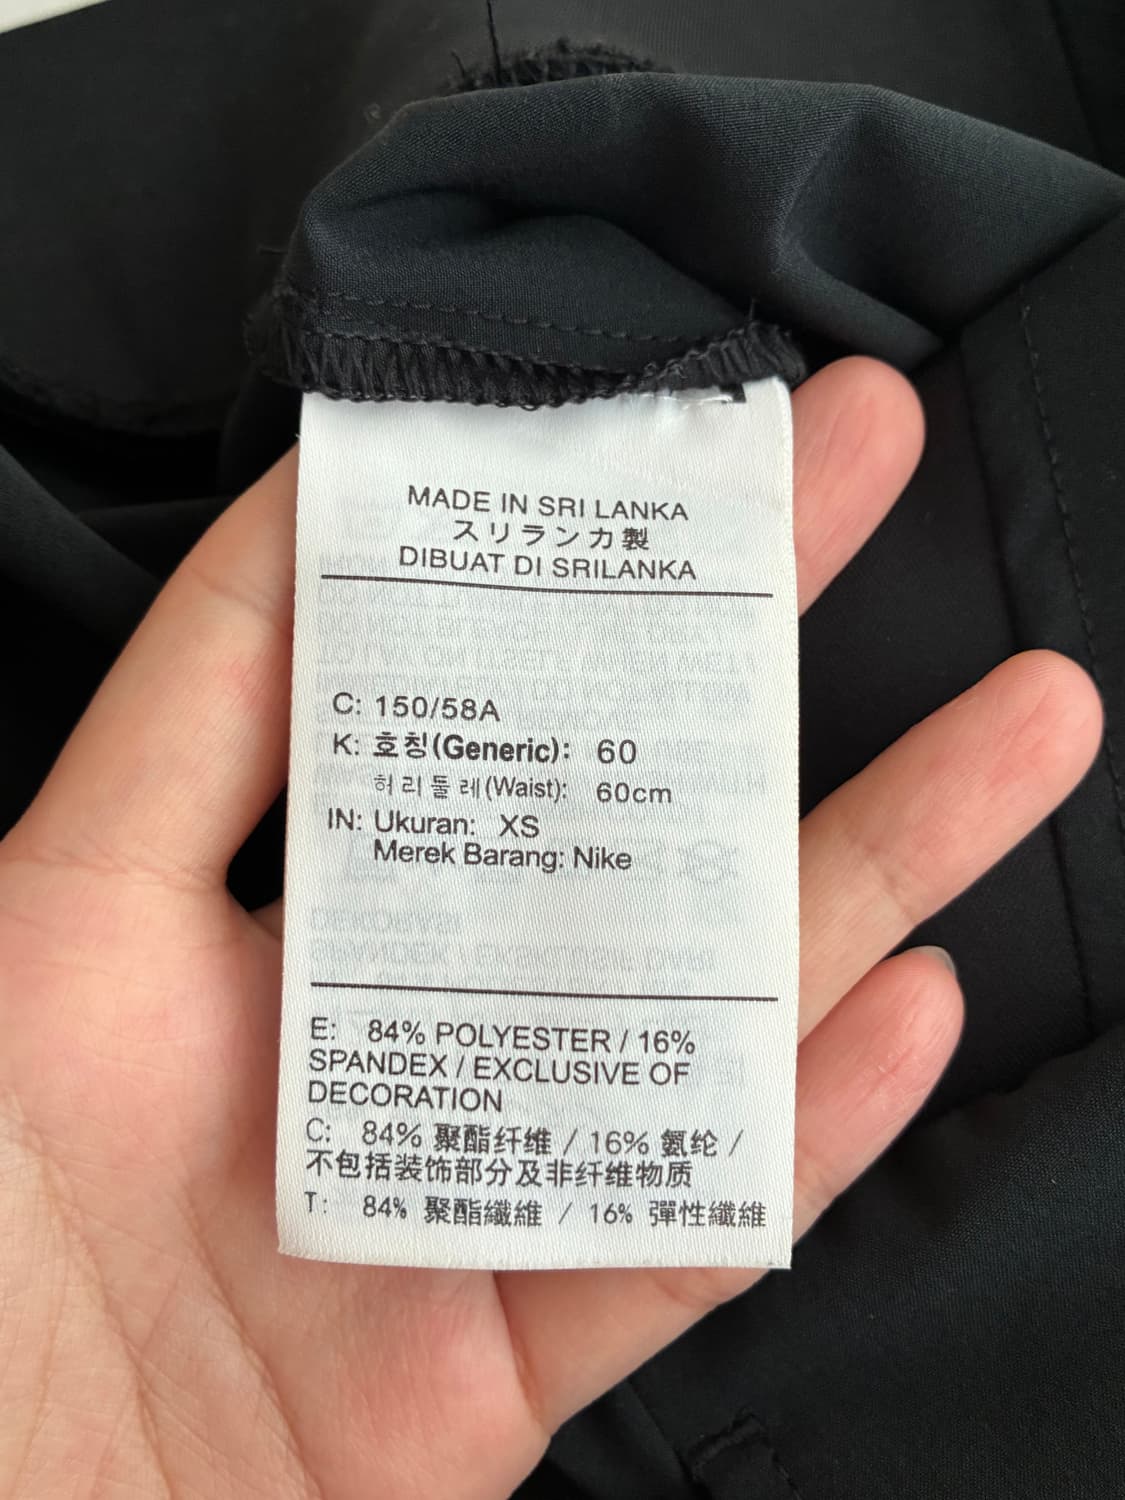 MADE IN SRI LANKA
スリランカ製
DIBUAT DI SRILANKA
C: 150/58A
K: 호칭(Generic): 60
허리둘레(Waist): 60cm
IN: Ukuran: XS
Merek Barang: Nike
E: 84% POLYESTER / 16%
SPANDEX / EXCLUSIVE OF
DECORATION
C: 84% 聚酯纤维 / 16% 氨纶 /
不包括装饰部分及非纤维物质
T: 84% 聚酯纖維 / 16% 彈性纖維